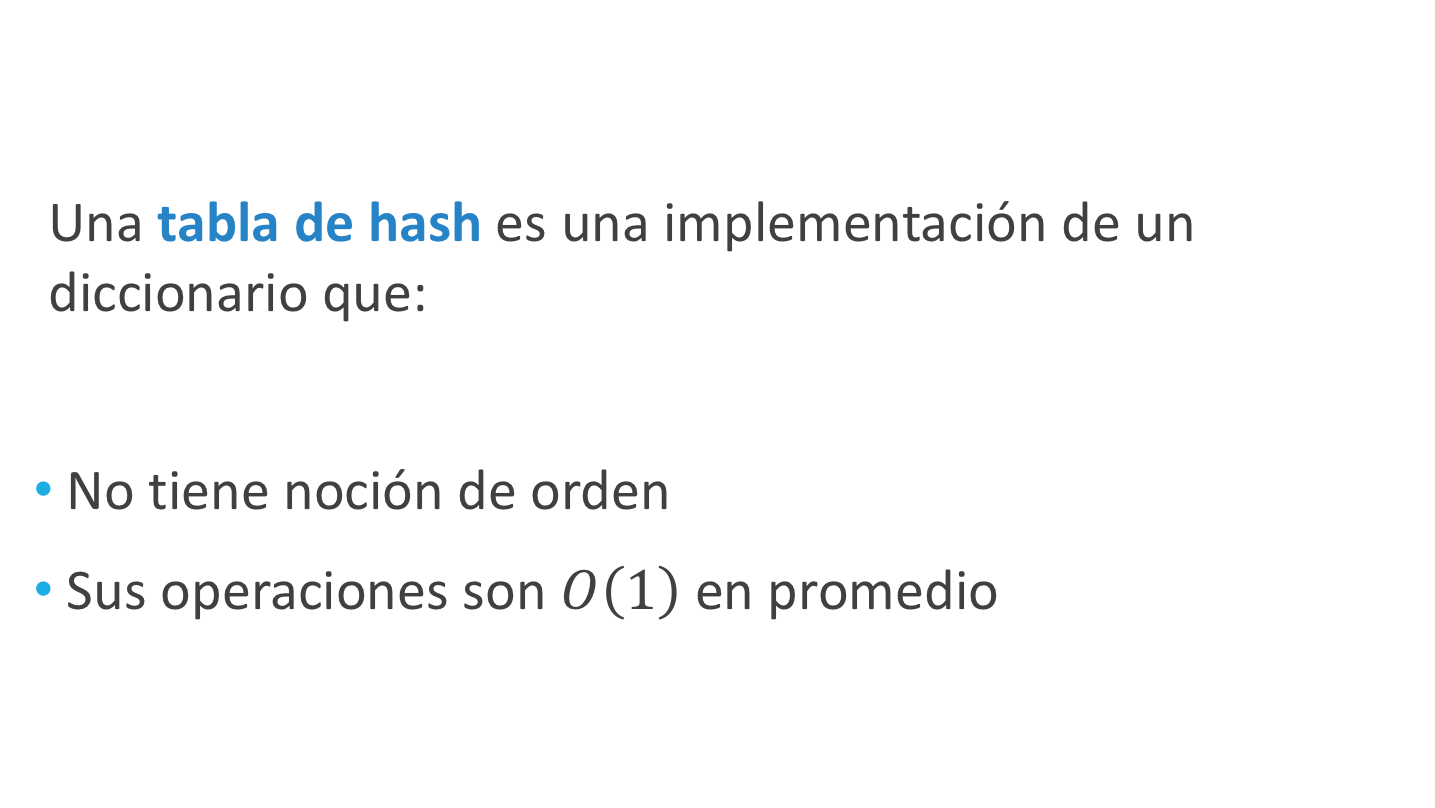 Una tabla de hash es una implementación de un
diccionario que:
• No tiene noción de orden
• Sus operaciones son O(1) en promedio